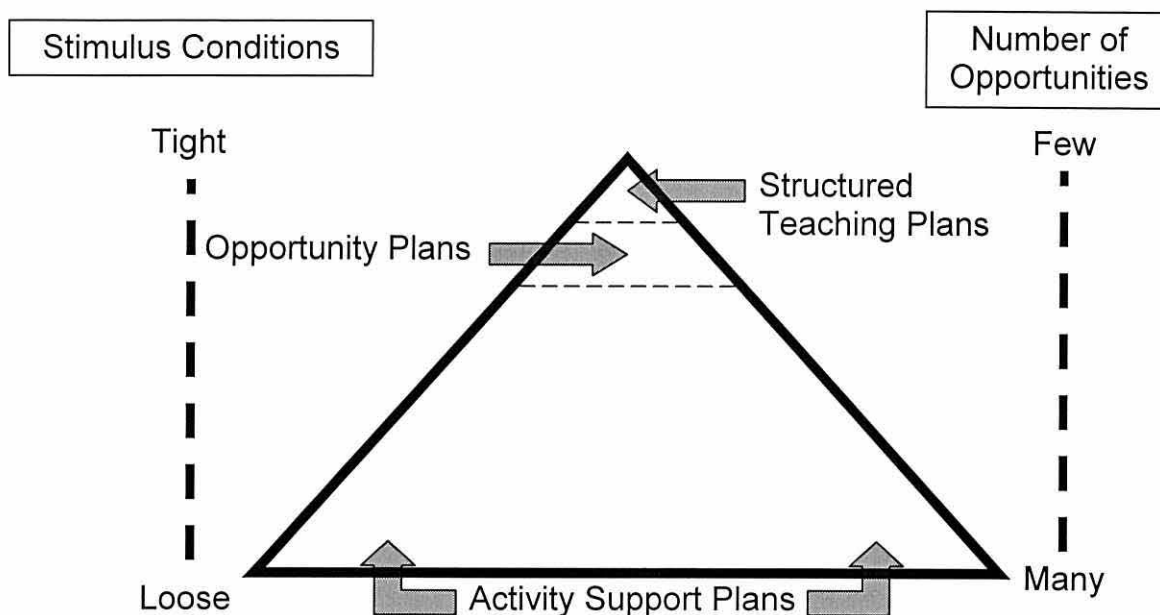 Stimulus Conditions
Number of
Opportunities
Tight
Few
Structured
Teaching Plans
Opportunity Plans
Loose
Activity Support Plans
Many